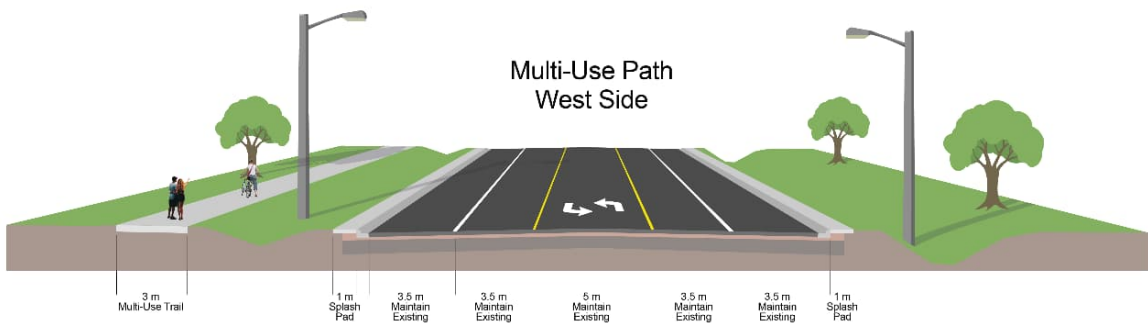 Multi-Use Path
West Side
3 m
Multi-Use Trail
1 m
Splash
Pad
3.5 m
Maintain
Existing
3.5 m
Maintain
Existing
5 m
Maintain
Existing
3.5 m
Maintain
Existing
3.5 m
Maintain
Existing
1 m
Splash
Pad